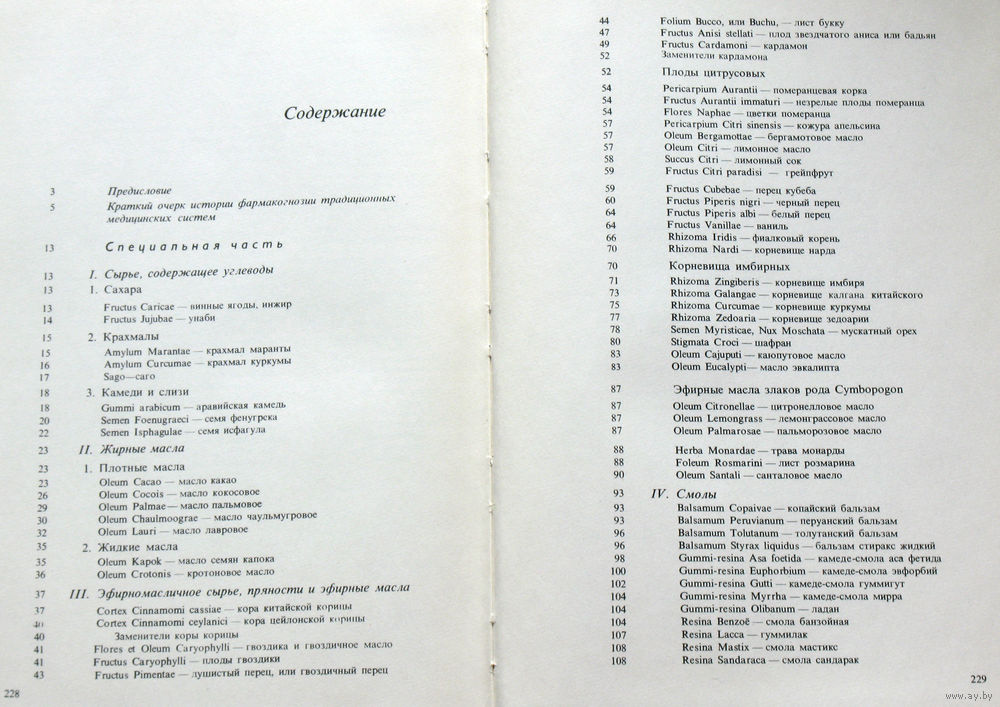 Содержание
3 Предисловие
5 Краткий очерк истории фармакогнозии традиционных
медицинских систем
13 Специальная часть
13 I. Сырье, содержащее углеводы
13 1. Сахара
13 Fructus Caricae — винные ягоды, инжир
14 Fructus Jujubae — унаби
15 2. Крахмалы
15 Amylum Marantae — крахмал маранты
16 Amylum Curcumae — крахмал куркумы
17 Sago—саго
18 3. Камеди и слизи
18 Gummi arabicum — аравийская камедь
20 Semen Foenugraeci — семя фенугрека
22 Semen Isphagulae — семя исфагула
23 II. Жирные масла
23 1. Плотные масла
23 Oleum Cacao — масло какао
26 Oleum Cocois — масло кокосовое
29 Oleum Palmae— масло пальмовое
30 Oleum Chaulmoograe — масло чаульмугровое
32 Oleum Lauri — масло лавровое
35 2. Жидкие масла
35 Oleum Kapok — масло семян капока
36 Oleum Crotonis — кротоновое масло
37 III. Эфирномасличное сырье, пряности и эфирные масла
37 Cortex Cinnamomi cassiae — кора китайской корицы
40 Cortex Cinnamomi ceylanici — кора цейлонской корицы
40 Заменители коры корицы
41 Flores et Oleum Caryophylli — гвоздика и гвоздичное масло
41 Fructus Caryophylli — плоды гвоздики
43 Fructus Pimentae — душистый перец, или гвоздичный перец
228
44 Folium Bucco, или Buchu, — лист букку
47 Fructus Anisi stellati — плод звездчатого аниса или бадьян
49 Fructus Cardamoni — кардамон
52 Заменители кардамона
52 Плоды цитрусовых
54 Pericarpium Aurantii — померанцевая корка
54 Fructus Aurantii immaturi — незрелые плоды померанца
54 Flores Naphae — цветки померанца
57 Pericarpium Citri sinensis — кожура апельсина
57 Oleum Bergamottae — бергамотовое масло
57 Oleum Citri — лимонное масло
58 Succus Citri — лимонный сок
59 Fructus Citri paradisi — грейпфрут
59 Fructus Cubebae — перец кубеба
60 Fructus Piperis nigri — черный перец
64 Fructus Piperis albi — белый перец
64 Fructus Vanillae — ваниль
66 Rhizoma Iridis — фиалковый корень
70 Rhizoma Nardi — корневище нарда
70 Корневища имбирных
71 Rhizoma Zingiberis — корневище имбиря
73 Rhizoma Galangae — корневище калгана китайского
75 Rhizoma Curcumae — корневище куркумы
77 Rhizoma Zedoaria — корневище зедоарии
78 Semen Myristicae, Nux Moschata — мускатный орех
80 Stigmata Croci — шафран
83 Oleum Cajuputi — каюпутовое масло
83 Oleum Eucalypti— масло эвкалипта
87 Эфирные масла злаков рода Cymbopogon
87 Oleum Citronellae — цитронелловое масло
87 Oleum Lemongrass — лемонграссовое масло
87 Oleum Palmarosae — пальморозовое масло
88 Herba Monardae — трава монарды
88 Foleum Rosmarini — лист розмарина
90 Oleum Santali — санталовое масло
93 IV. Смолы
93 Balsamum Copaivae — копайский бальзам
93 Balsamum Peruvianum — перуанский бальзам
96 Balsamum Tolutanum — толутанский бальзам
96 Balsamum Styrax liquidus — бальзам стиракс жидкий
98 Gummi-resina Asa foetida — камеде-смола аса фетида
100 Gummi-resina Euphorbium — камеде-смола эвфорбий
102 Gummi-resina Gutti — камеде-смола гуммигут
104 Gummi-resina Myrrha — камеде-смола мирра
104 Gummi-resina Olibanum — ладан
104 Resina Benzoë — смола банзойная
107 Resina Lacca — гуммилак
108 Resina Mastix — смола мастикс
108 Resina Sandaraca — смола сандарак
229
www.ay.by